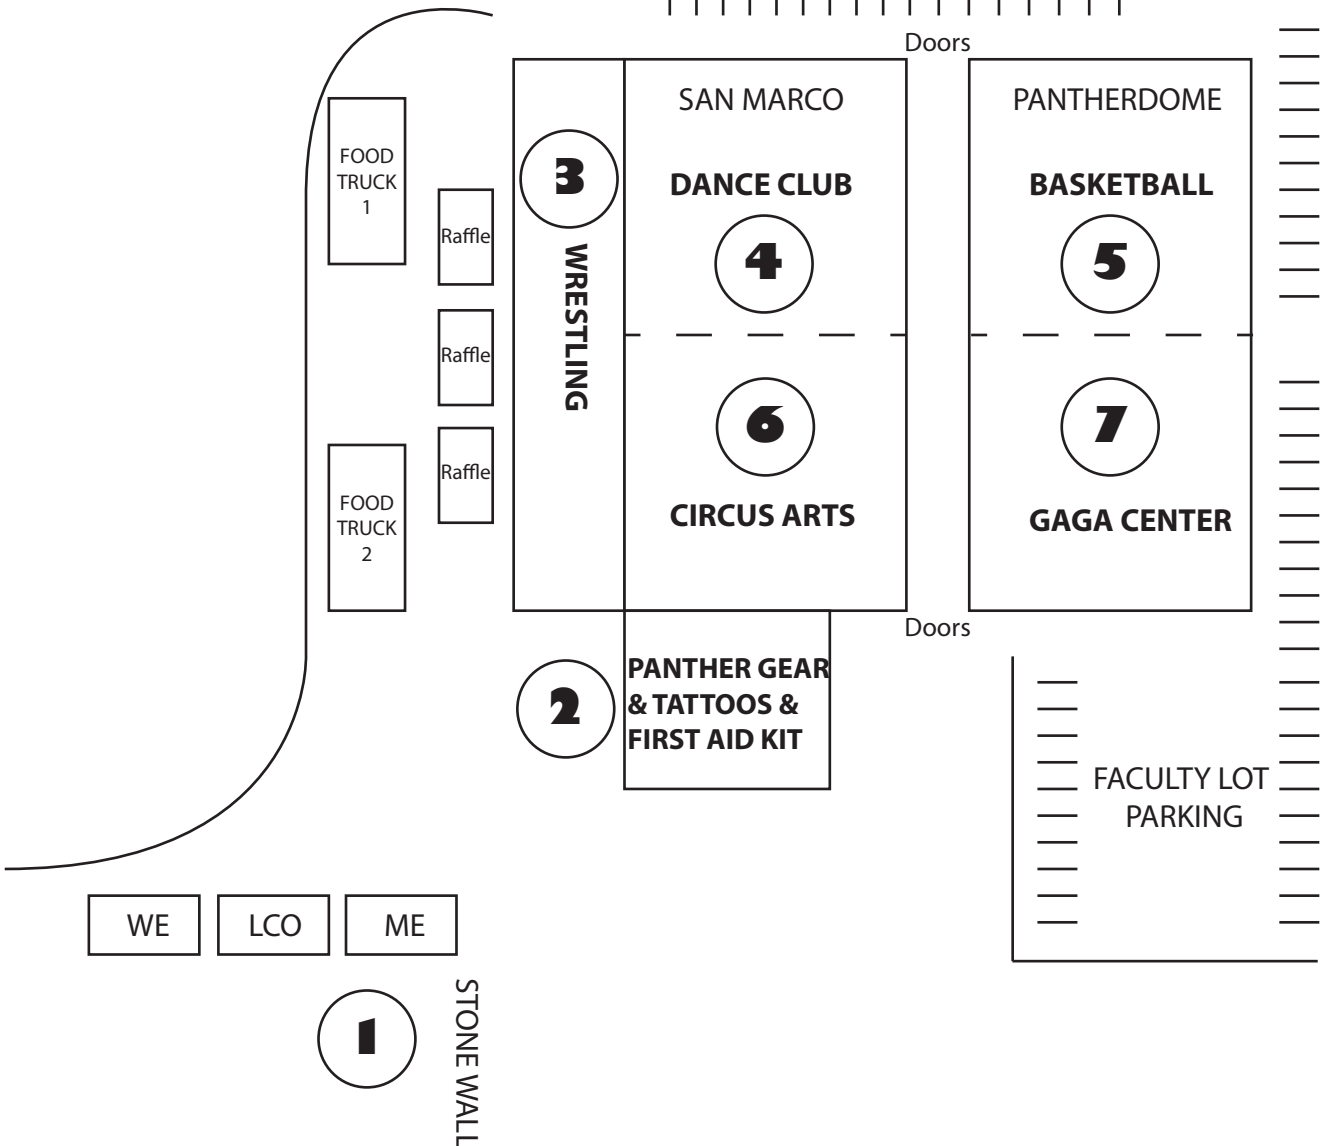 Doors
SAN MARCO
PANTHERDOME
FOOD
TRUCK
1
3
DANCE CLUB
BASKETBALL
Raffle
4
5
WRESTLING
Raffle
6
7
Raffle
FOOD
TRUCK
2
CIRCUS ARTS
GAGA CENTER
Doors
2
PANTHER GEAR
& TATTOOS &
FIRST AID KIT
FACULTY LOT
PARKING
WE
LCO
ME
1
STONE WALL